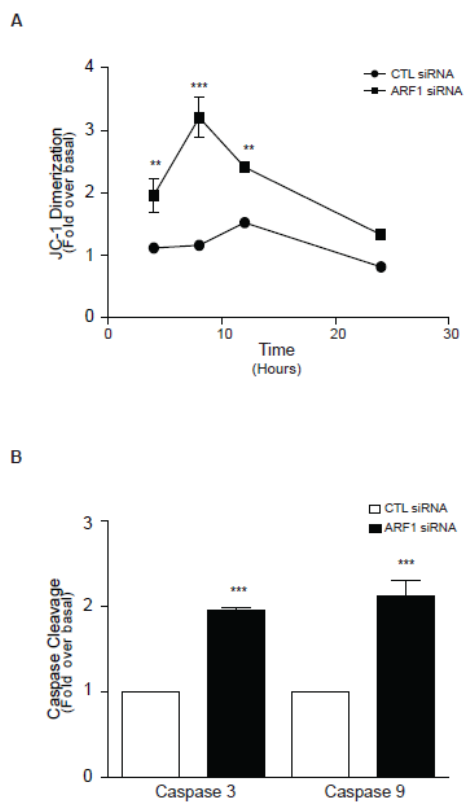 A
CTL siRNA
ARF1 siRNA
4
3
2
1
0
***
**
**
JC-1 Dimerization
(Fold over basal)
0
10
20
30
Time
(Hours)
B
CTL siRNA
ARF1 siRNA
3
2
1
0
***
***
Caspase Cleavage
(Fold over basal)
Caspase 3
Caspase 9